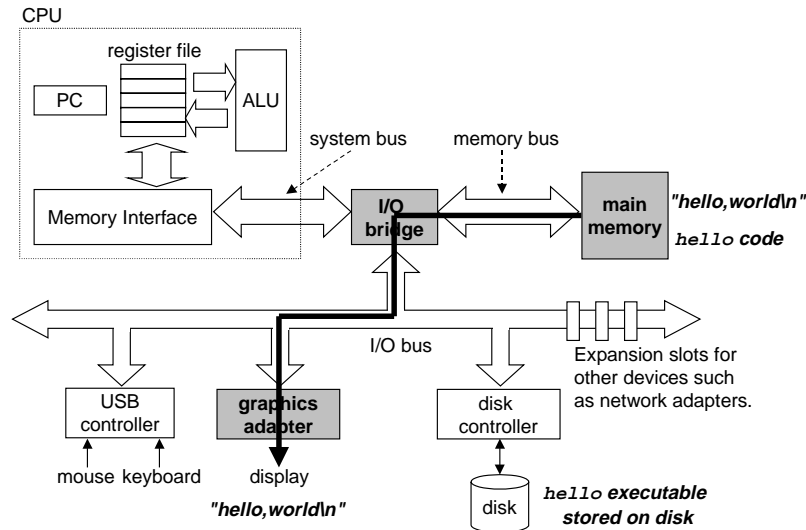 CPU
register file
PC
ALU
system bus
memory bus
Memory Interface
I/O
bridge
main
memory
"hello,world\n"
hello code
I/O bus
Expansion slots for
other devices such
as network adapters.
USB
controller
graphics
adapter
disk
controller
mouse
keyboard
display
"hello,world\n"
disk
hello executable
stored on disk